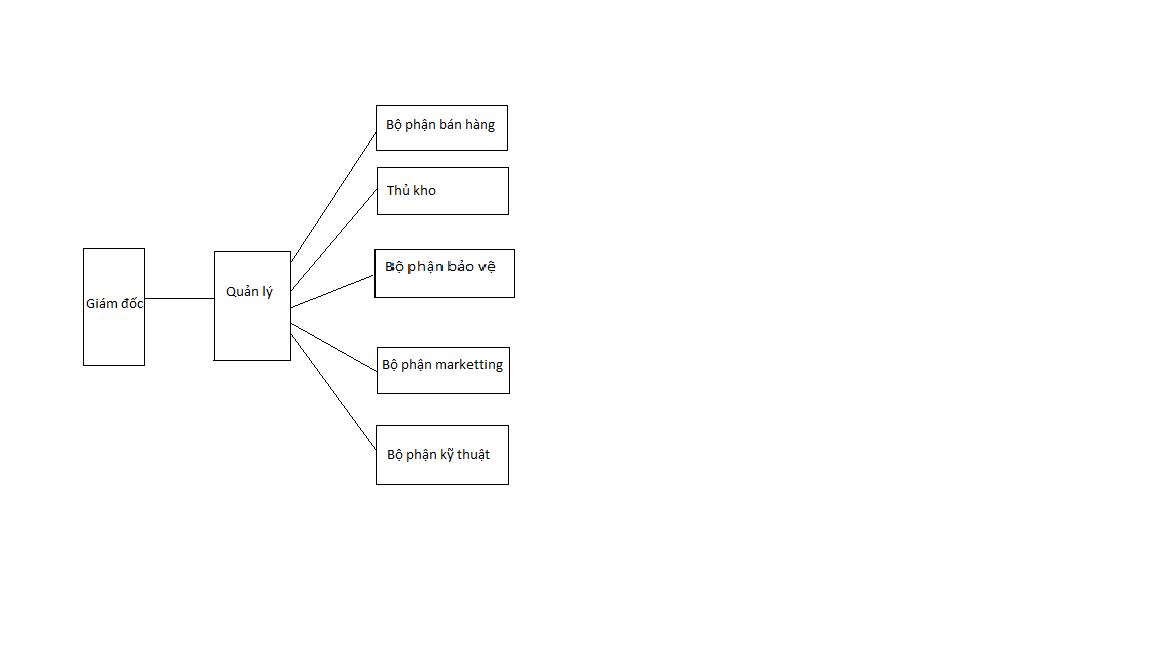 Bộ phận bán hàng
Thủ kho
Bộ phận bảo vệ
Quản lý
Giám đốc
Bộ phận marketting
Bộ phận kỹ thuật